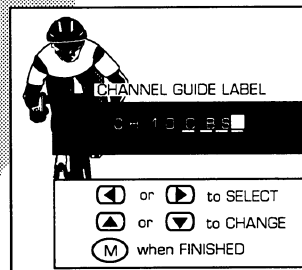 CHANNEL GUIDE LABEL
CH 10 CBS
◀ or ▶ to SELECT
▲ or ▼ to CHANGE
M when FINISHED